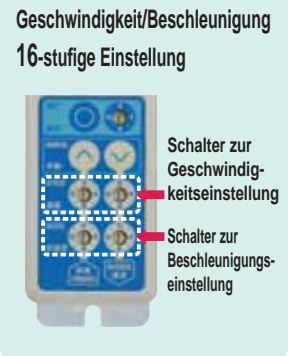 Geschwindigkeit/Beschleunigung
16-stufige Einstellung
Schalter zur
Geschwindig-
keitseinstellung
Schalter zur
Beschleunigungs-
einstellung